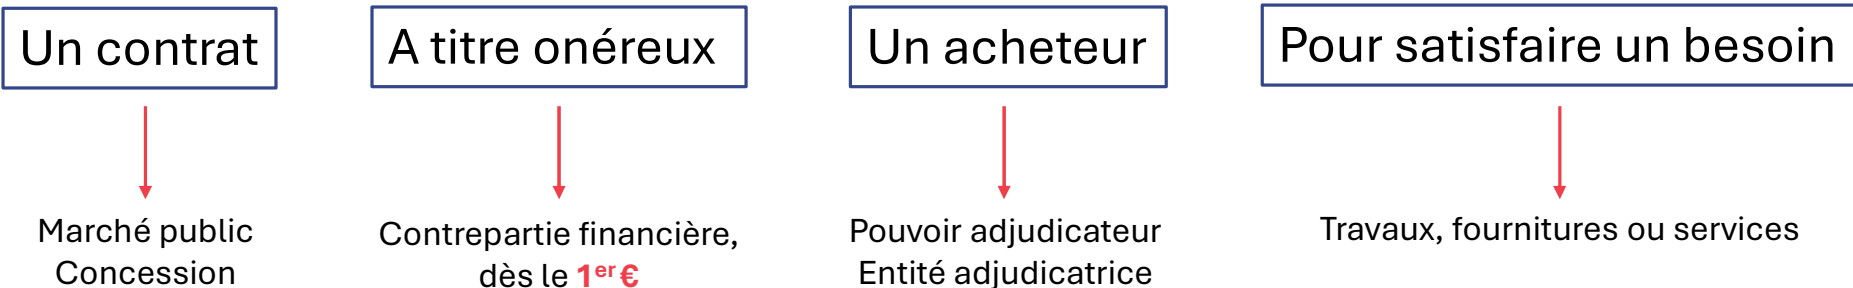 Un contrat
A titre onéreux
Un acheteur
Pour satisfaire un besoin
Marché public
Concession
Contrepartie financière,
dès le 1er €
Pouvoir adjudicateur
Entité adjudicatrice
Travaux, fournitures ou services